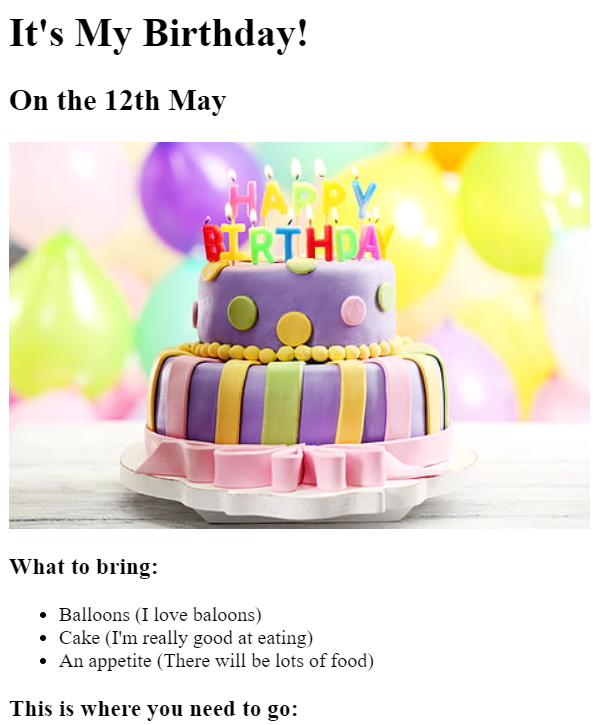 It's My Birthday!
On the 12th May
HAPPY
BIRTHDAY
What to bring:
Balloons (I love baloons)
Cake (I'm really good at eating)
An appetite (There will be lots of food)
This is where you need to go: